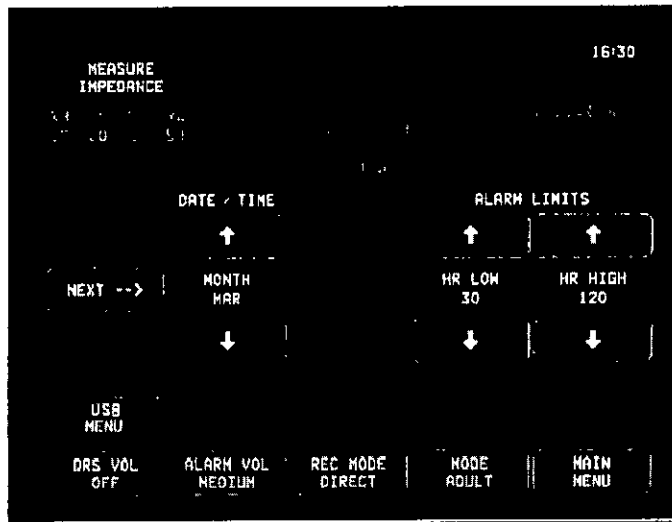 16:30
MEASURE
IMPEDANCE
DATE / TIME
ALARM LIMITS
NEXT -->
MONTH
MAR
HR LOW
30
HR HIGH
120
USB
MENU
QRS VOL
OFF
ALARM VOL
MEDIUM
REC MODE
DIRECT
MODE
ADULT
MAIN
MENU